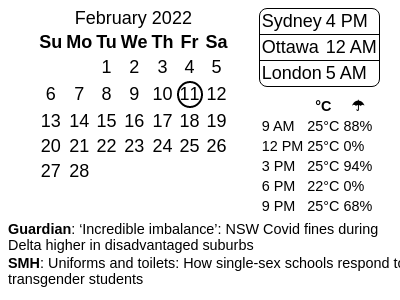 February 2022
Su Mo Tu We Th Fr Sa
1 2 3 4 5
6 7 8 9 10 11 12
13 14 15 16 17 18 19
20 21 22 23 24 25 26
27 28
Sydney 4 PM
Ottawa 12 AM
London 5 AM
°C ☂
9 AM 25°C 88%
12 PM 25°C 0%
3 PM 25°C 94%
6 PM 22°C 0%
9 PM 25°C 68%
Guardian: ‘Incredible imbalance’: NSW Covid fines during
Delta higher in disadvantaged suburbs
SMH: Uniforms and toilets: How single-sex schools respond to
transgender students